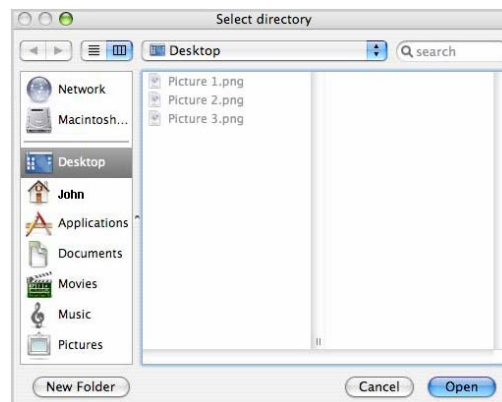 Select directory
Desktop
search
Network
Macintosh...
Desktop
John
Applications
Documents
Movies
Music
Pictures
Picture 1.png
Picture 2.png
Picture 3.png
New Folder
Cancel
Open